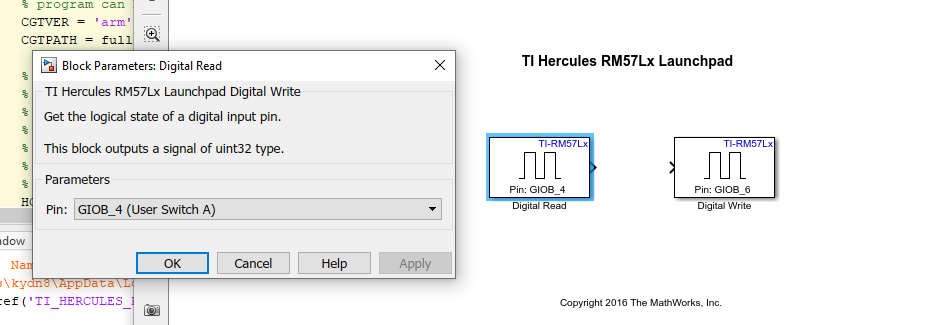 % program can
CGTVER = 'arm'
CGTPATH = full
%
%
%
%
%
%
%
dow
Nam
s\kydn8\AppData\Lo
ref('TI_HERCULES_
Block Parameters: Digital Read
TI Hercules RM57Lx Launchpad Digital Write
Get the logical state of a digital input pin.
This block outputs a signal of uint32 type.
Parameters
Pin: GIOB_4 (User Switch A)
OK Cancel Help Apply
TI Hercules RM57Lx Launchpad
TI-RM57Lx
Pin: GIOB_4
Digital Read
TI-RM57Lx
Pin: GIOB_6
Digital Write
Copyright 2016 The MathWorks, Inc.